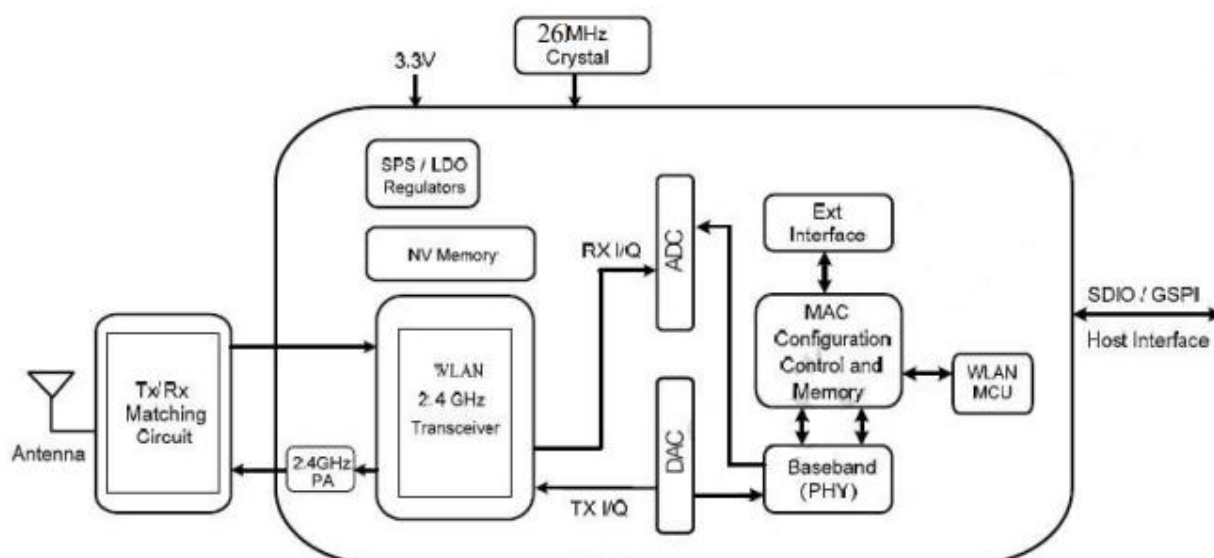 26MHz
Crystal
3.3V
SPS / LDO
Regulators
NV Memory
RX I/Q
ADC
Ext
Interface
MAC
Configuration
Control and
Memory
WLAN
MCU
SDIO / GSPI
Host Interface
Tx/Rx
Matching
Circuit
Antenna
WLAN
2.4 GHz
Transceiver
2.4GHz
PA
DAC
TX I/Q
Baseband
(PHY)